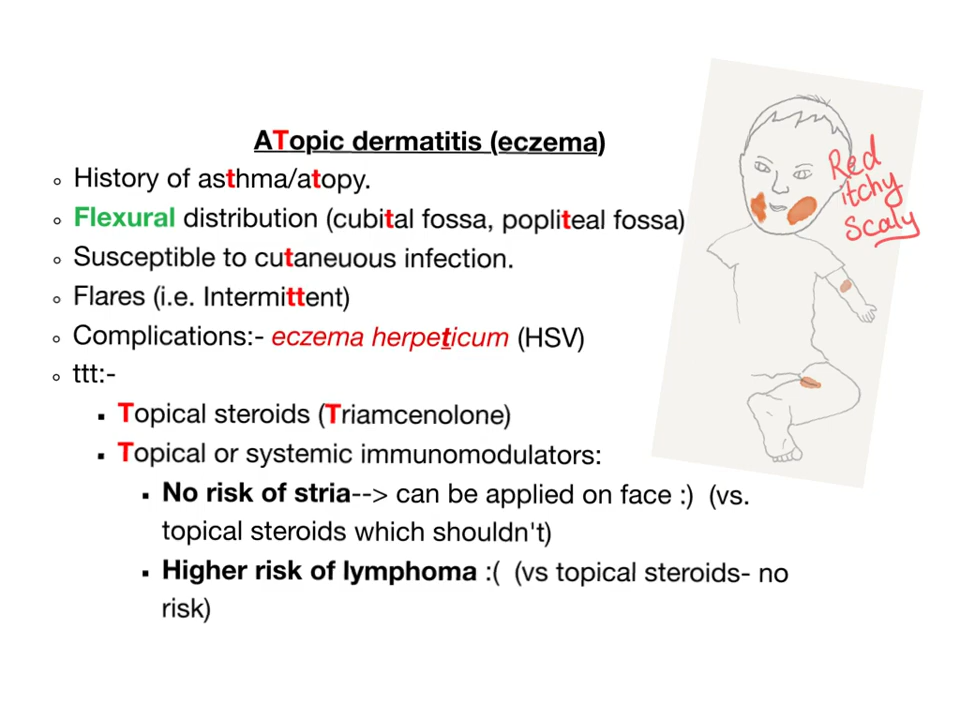 ATopic dermatitis (eczema)
History of asthma/atopy.
Flexural distribution (cubital fossa, popliteal fossa)
Susceptible to cutaneuous infection.
Flares (i.e. Intermittent)
Complications:- eczema herpeticum (HSV)
ttt:-
Topical steroids (Triamcenolone)
Topical or systemic immunomodulators:
No risk of stria--> can be applied on face :) (vs.
topical steroids which shouldn't)
Higher risk of lymphoma :( (vs topical steroids- no
risk)
Red
itchy
Scaly